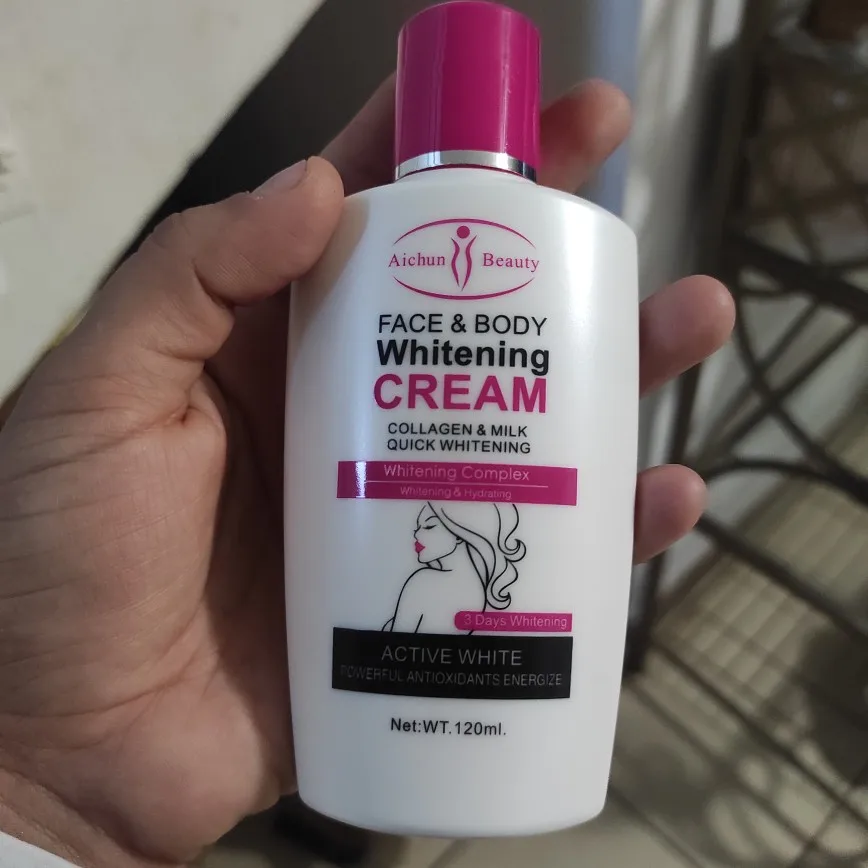 Aichun Beauty
FACE & BODY
Whitening
CREAM
COLLAGEN & MILK
QUICK WHITENING
Whitening Complex
Whitening & Hydrating
3 Days Whitening
ACTIVE WHITE
POWERFUL ANTIOXIDANTS ENERGIZE
Net:WT.120ml.